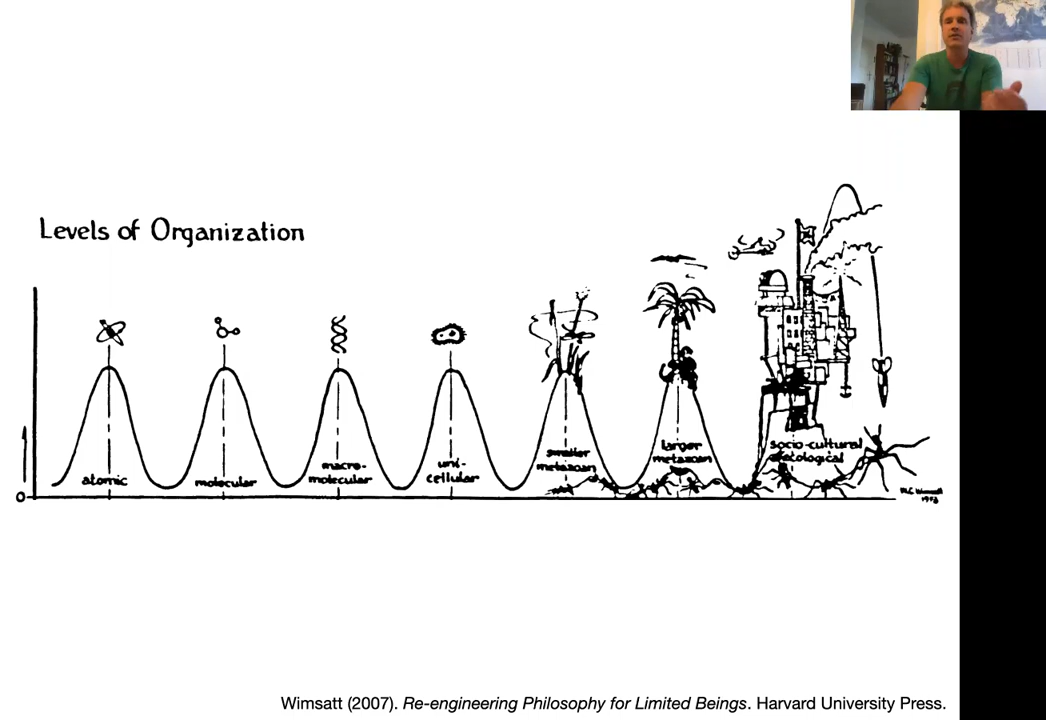 Levels of Organization
0
atomic
molecular
macro-
molecular
uni-
cellular
smaller
metazoan
larger
metazoan
socio-cultural
ecological
Wimsatt (2007). Re-engineering Philosophy for Limited Beings. Harvard University Press.